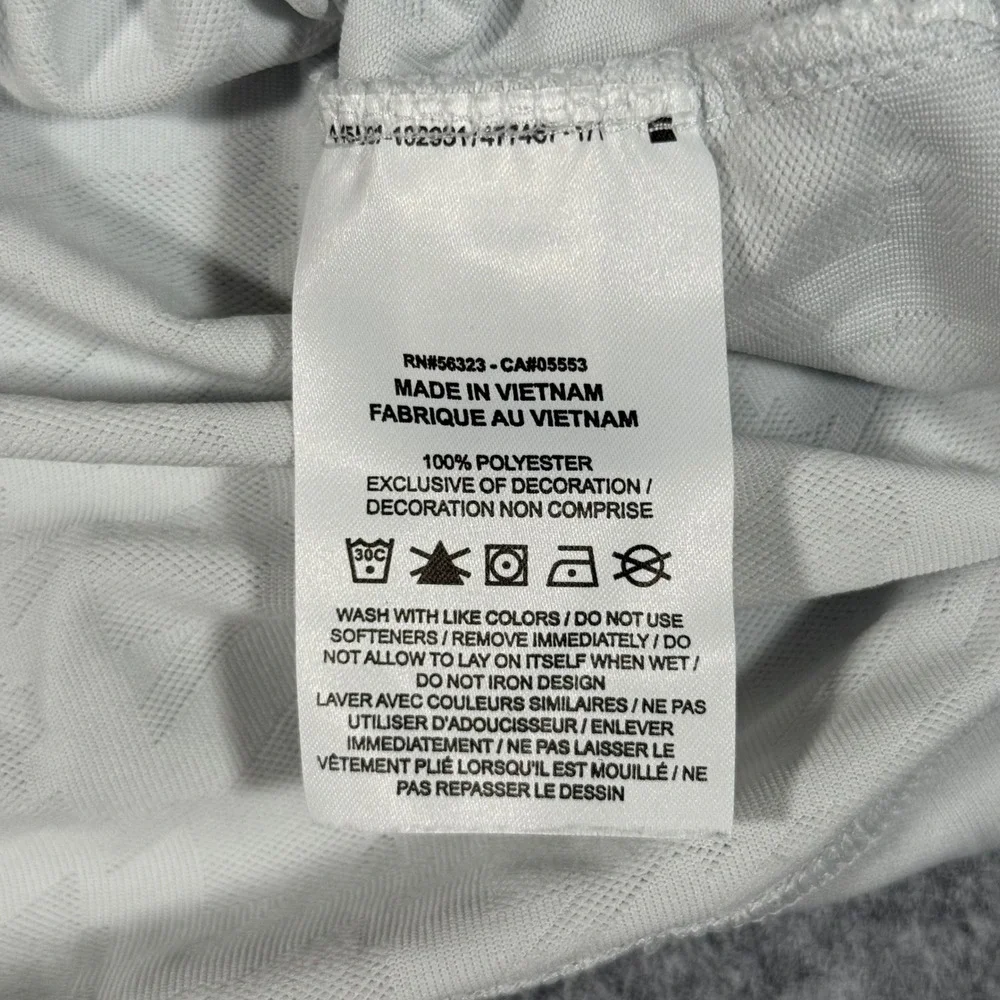 RN#56323 - CA#05553
MADE IN VIETNAM
FABRIQUE AU VIETNAM
100% POLYESTER
EXCLUSIVE OF DECORATION /
DECORATION NON COMPRISE
30C
WASH WITH LIKE COLORS / DO NOT USE
SOFTENERS / REMOVE IMMEDIATELY / DO
NOT ALLOW TO LAY ON ITSELF WHEN WET /
DO NOT IRON DESIGN
LAVER AVEC COULEURS SIMILAIRES / NE PAS
UTILISER D'ADOUCISSEUR / ENLEVER
IMMEDIATEMENT / NE PAS LAISSER LE
VÊTEMENT PLIÉ LORSQU'IL EST MOUILLÉ / NE
PAS REPASSER LE DESSIN